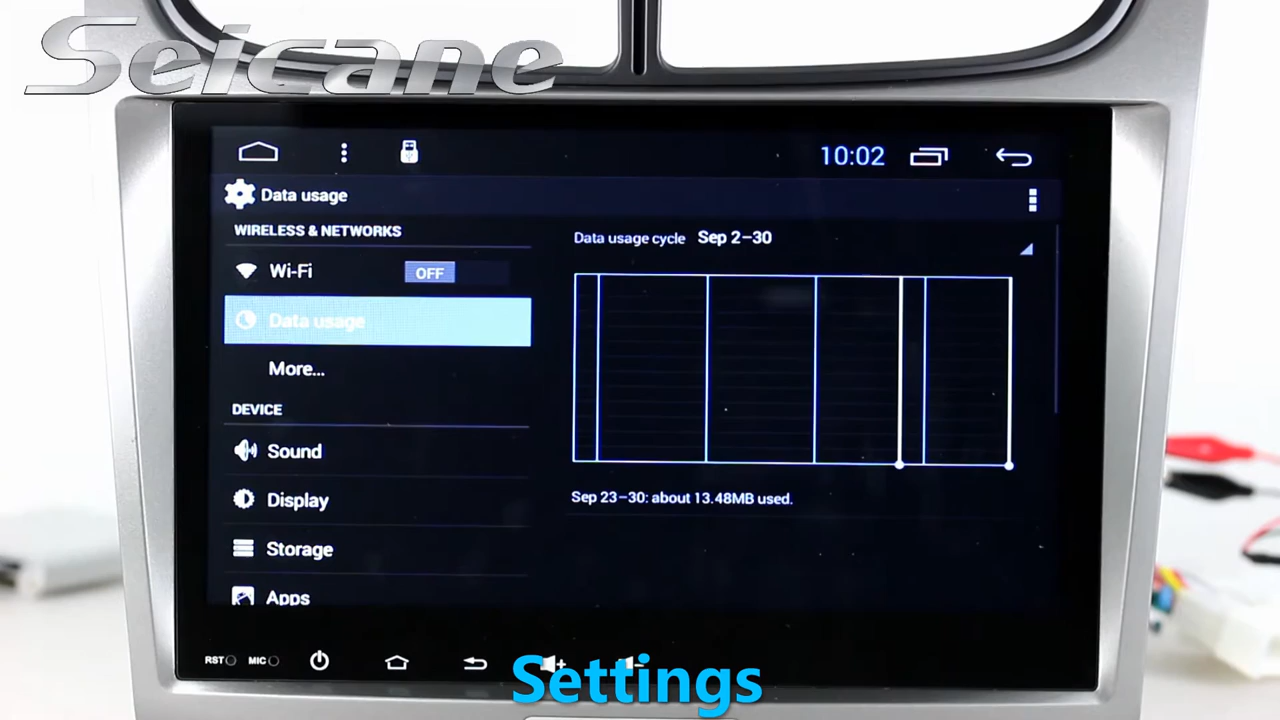 Seicane
10:02
Data usage
WIRELESS & NETWORKS
Wi-Fi OFF
Data usage
More...
DEVICE
Sound
Display
Storage
Apps
Data usage cycle Sep 2–30
Sep 23–30: about 13.48MB used.
RST MIC
Settings